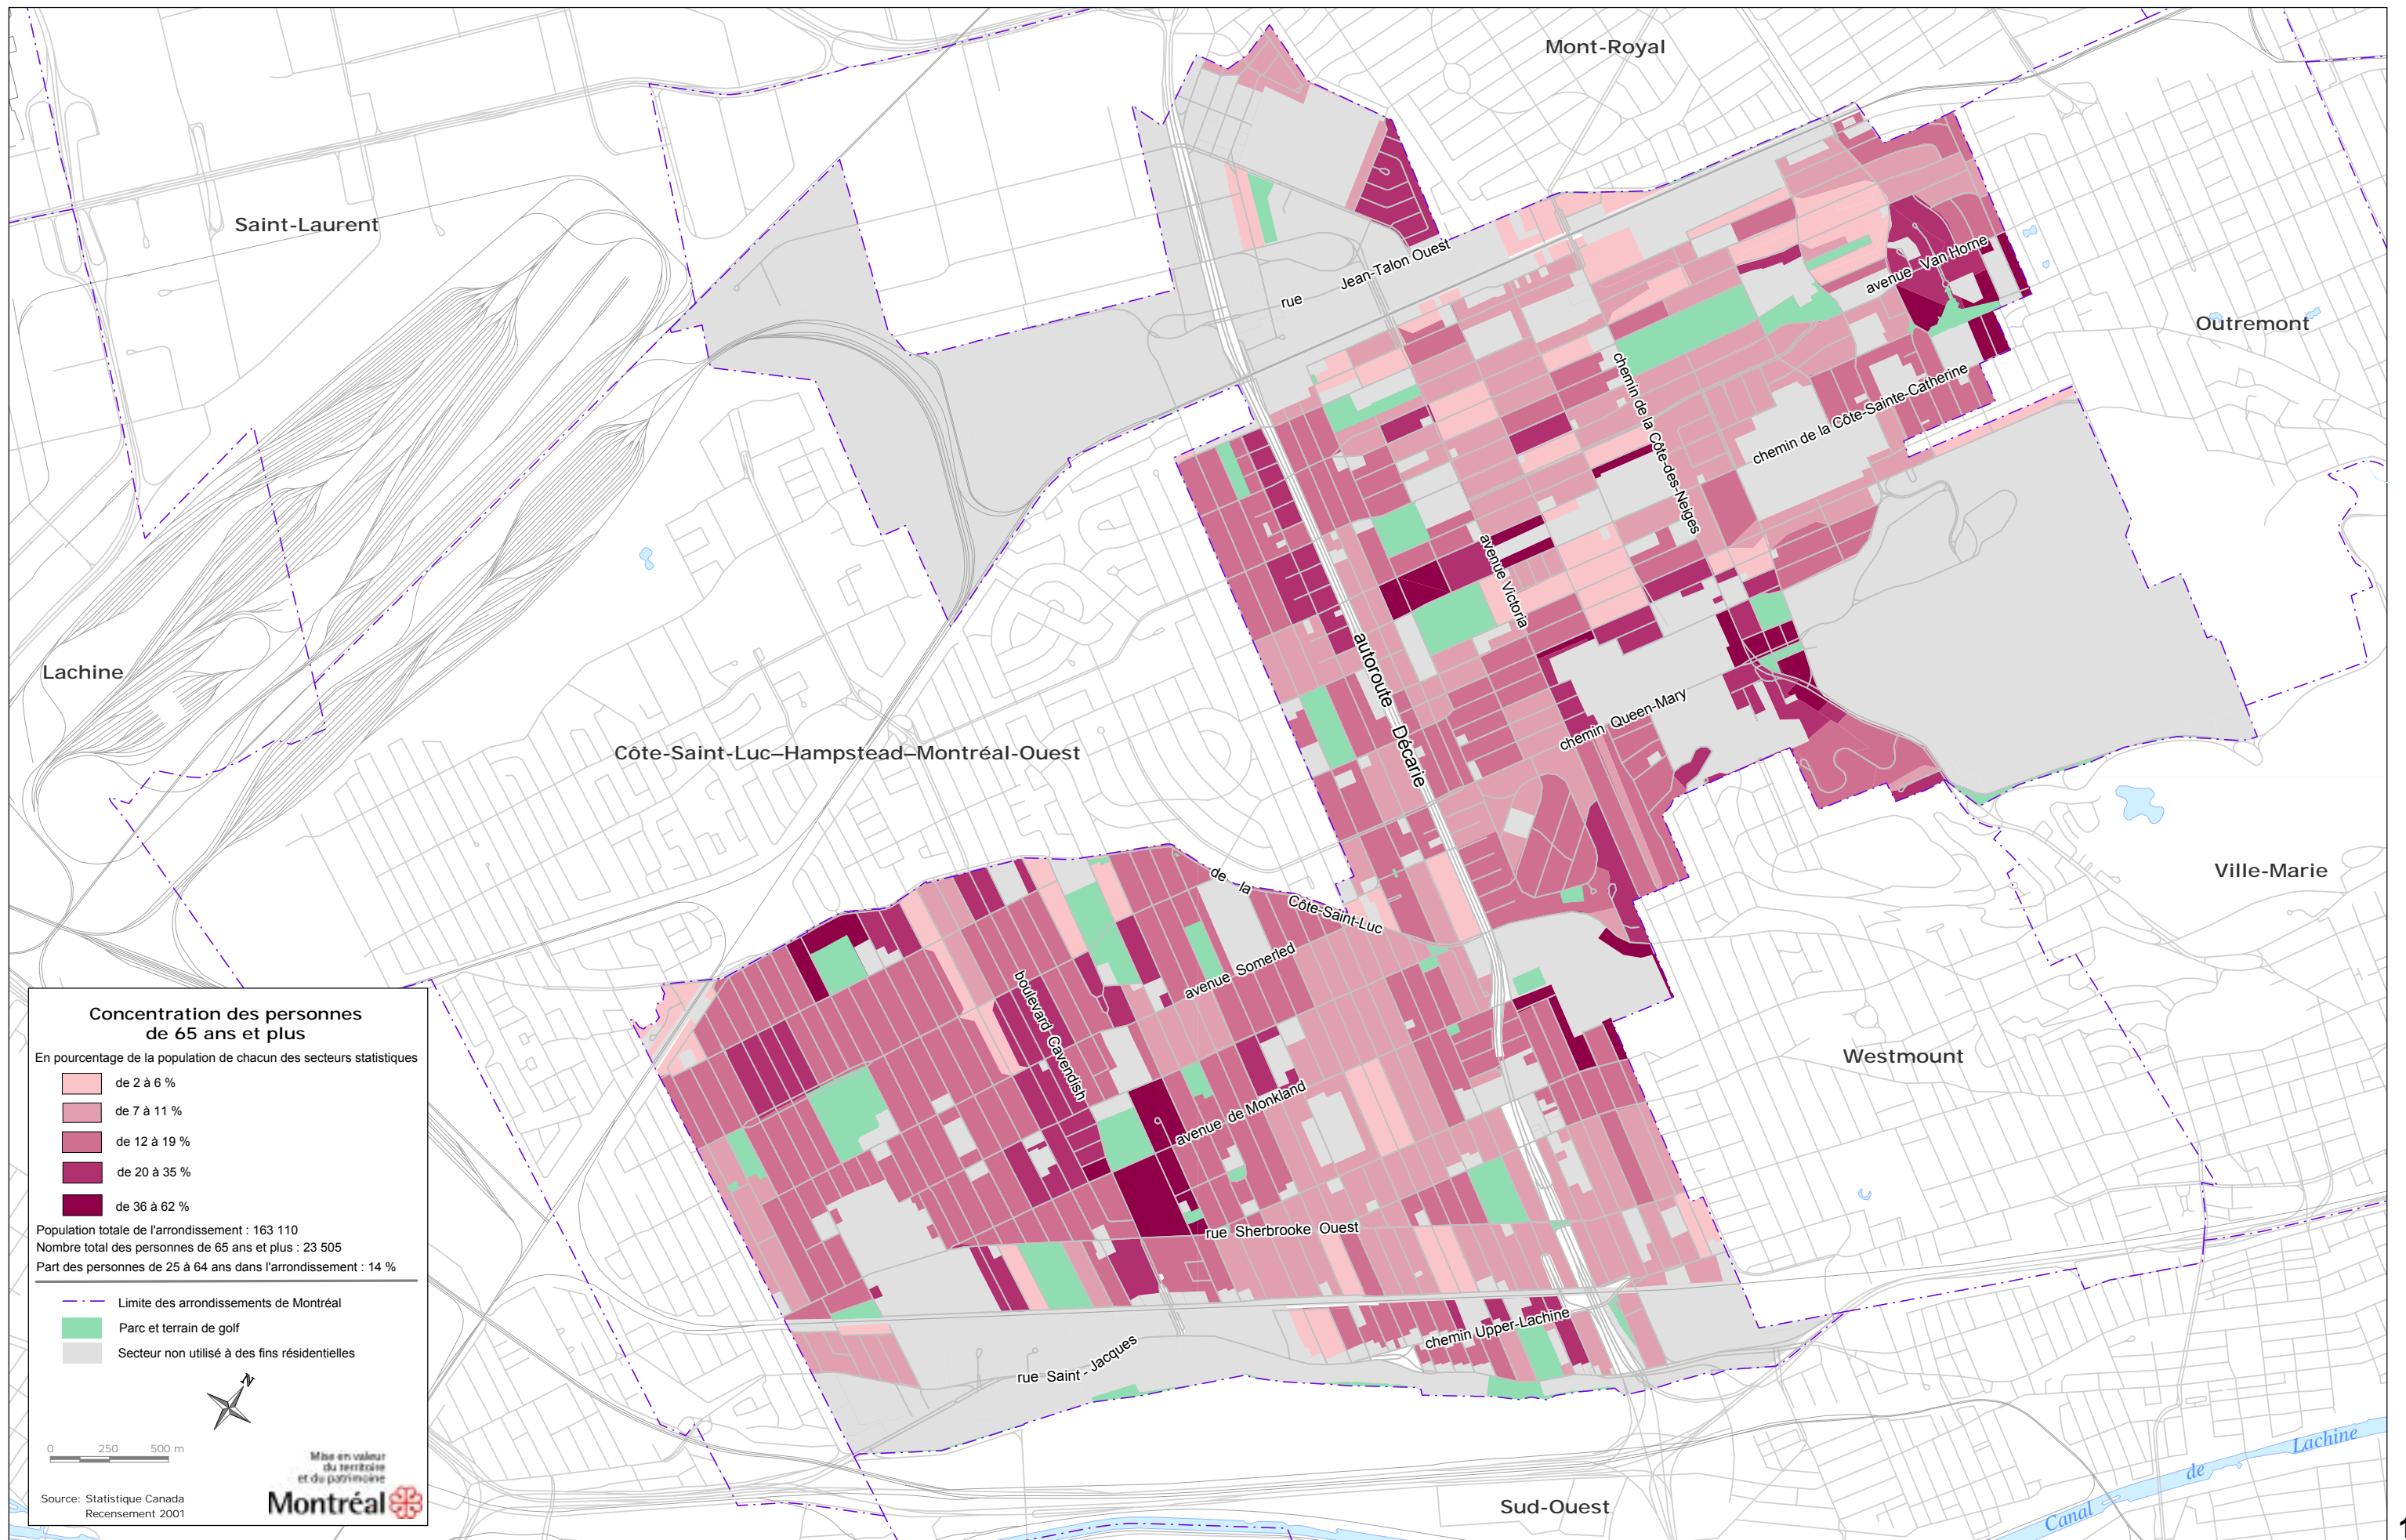 Mont-Royal
Saint-Laurent
avenue Van Horne
rue Jean-Talon Ouest
Outremont
chemin de la Côte-des-Neiges
chemin de la Côte-Sainte-Catherine
avenue Victoria
autoroute Décarie
Lachine
chemin Queen-Mary
Côte-Saint-Luc–Hampstead–Montréal-Ouest
Ville-Marie
de la Côte-Saint-Luc
avenue Somerled
boulevard Cavendish
Westmount
avenue de Monkland
rue Sherbrooke Ouest
chemin Upper-Lachine
rue Saint-Jacques
Sud-Ouest
Canal de Lachine
Concentration des personnes
de 65 ans et plus
En pourcentage de la population de chacun des secteurs statistiques
de 2 à 6 %
de 7 à 11 %
de 12 à 19 %
de 20 à 35 %
de 36 à 62 %
Population totale de l'arrondissement : 163 110
Nombre total des personnes de 65 ans et plus : 23 505
Part des personnes de 25 à 64 ans dans l'arrondissement : 14 %
Limite des arrondissements de Montréal
Parc et terrain de golf
Secteur non utilisé à des fins résidentielles
N
0 250 500 m
Mise en valeur
du territoire
et du patrimoine
Montréal
Source: Statistique Canada
Recensement 2001